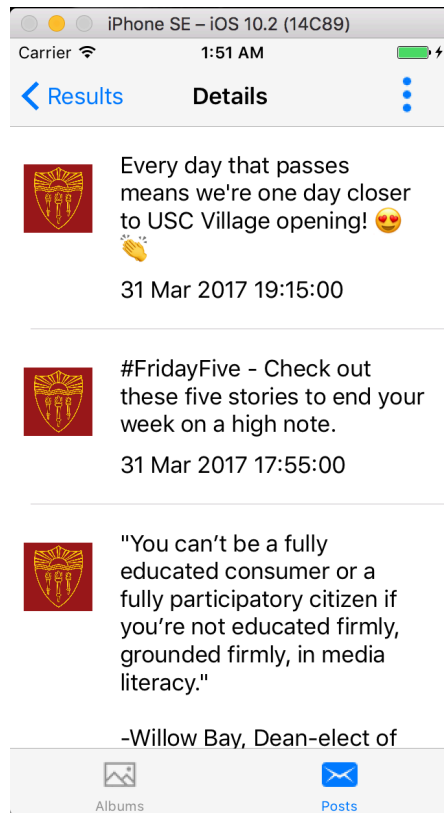 iPhone SE – iOS 10.2 (14C89)
Carrier 1:51 AM
Results Details
Every day that passes
means we're one day closer
to USC Village opening! 😍
👏
31 Mar 2017 19:15:00
#FridayFive - Check out
these five stories to end your
week on a high note.
31 Mar 2017 17:55:00
"You can’t be a fully
educated consumer or a
fully participatory citizen if
you’re not educated firmly,
grounded firmly, in media
literacy."
-Willow Bay, Dean-elect of
Albums Posts